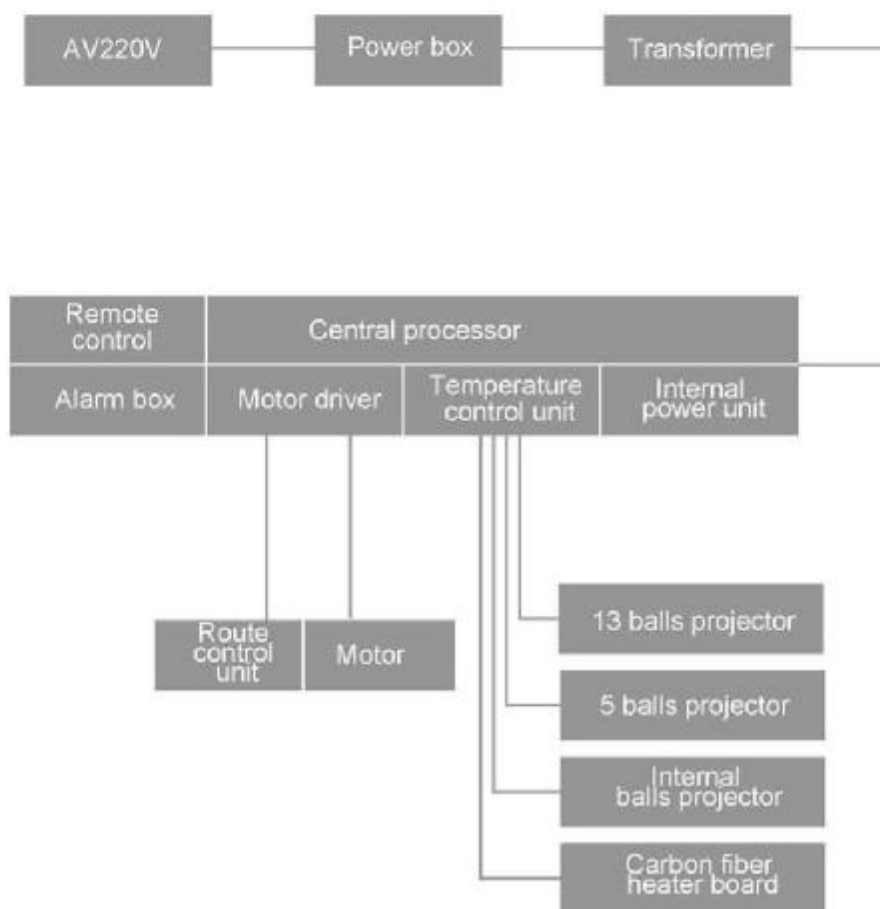 AV220V
Power box
Transformer
Remote
control
Central processor
Alarm box
Motor driver
Temperature
control unit
Internal
power unit
13 balls projector
Route
control
unit
Motor
5 balls projector
Internal
balls projector
Carbon fiber
heater board